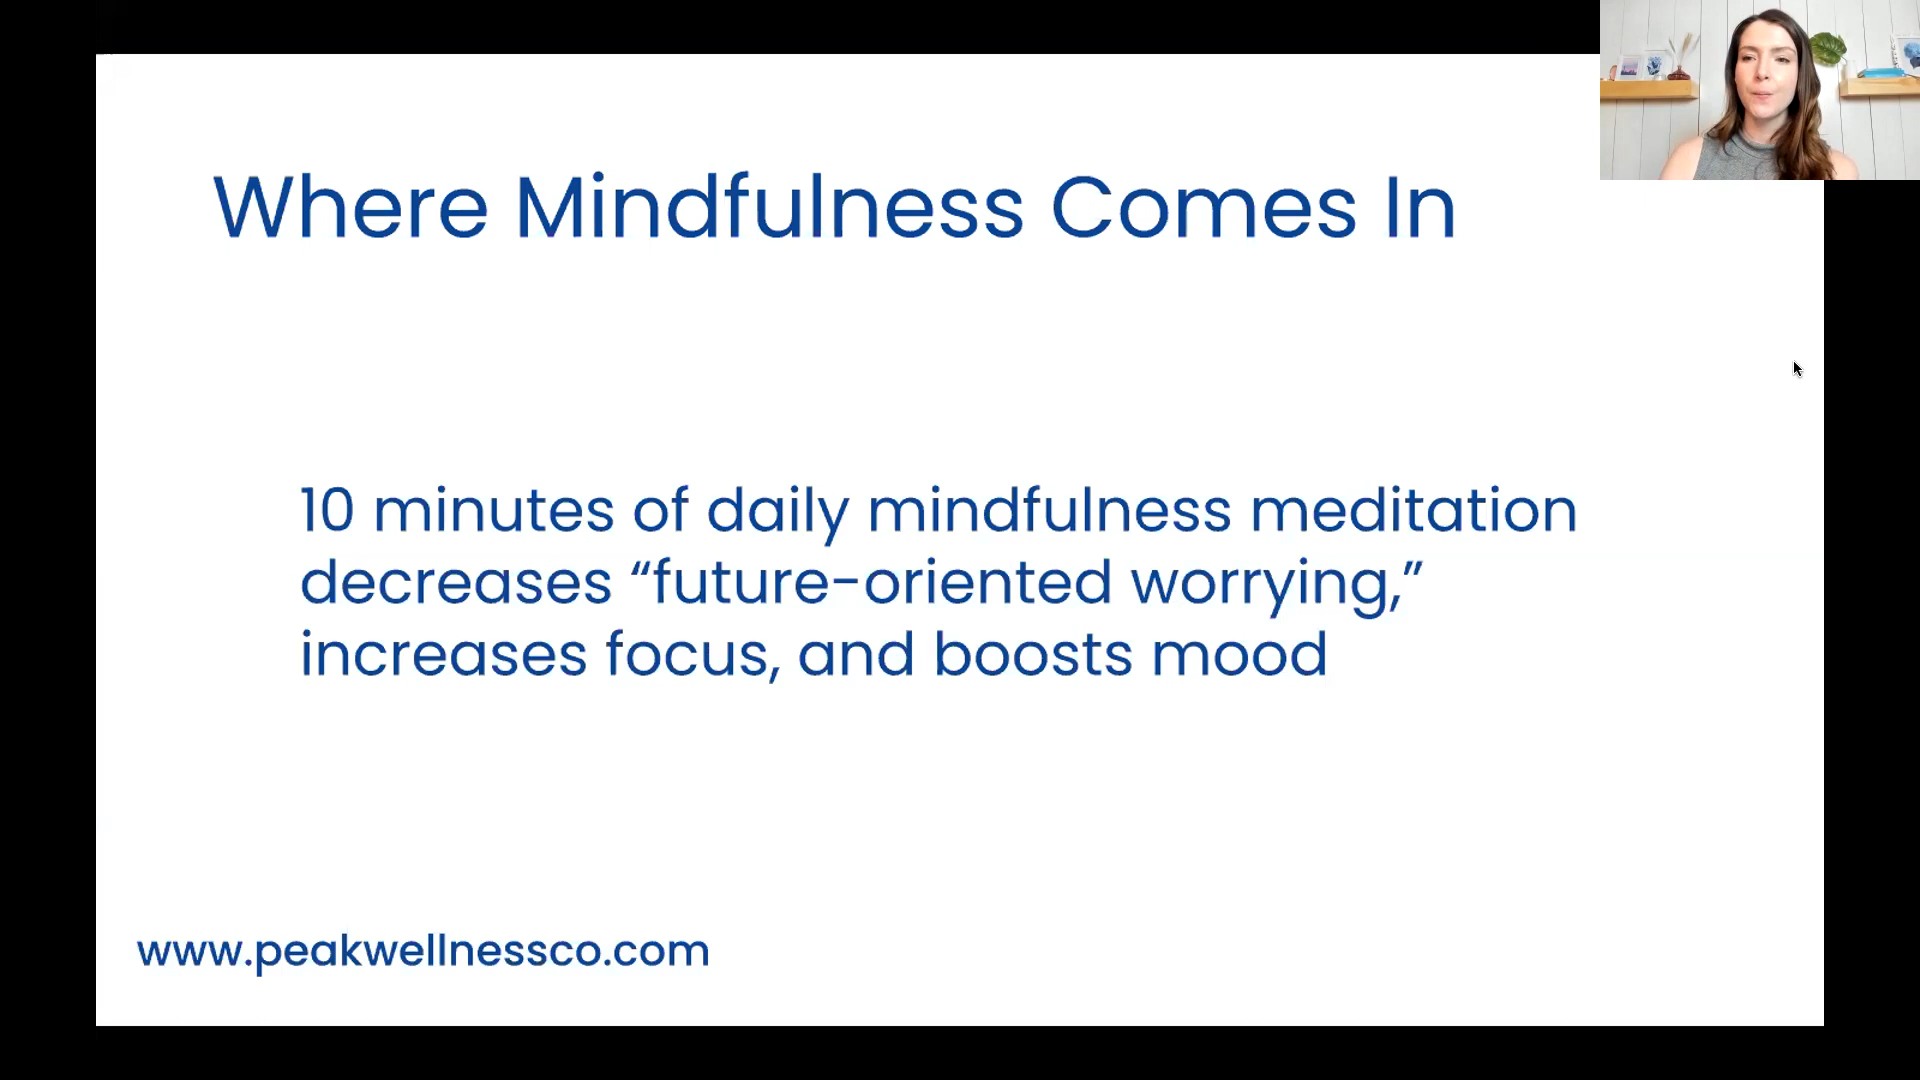 Where Mindfulness Comes In
10 minutes of daily mindfulness meditation
decreases “future-oriented worrying,”
increases focus, and boosts mood
www.peakwellnessco.com